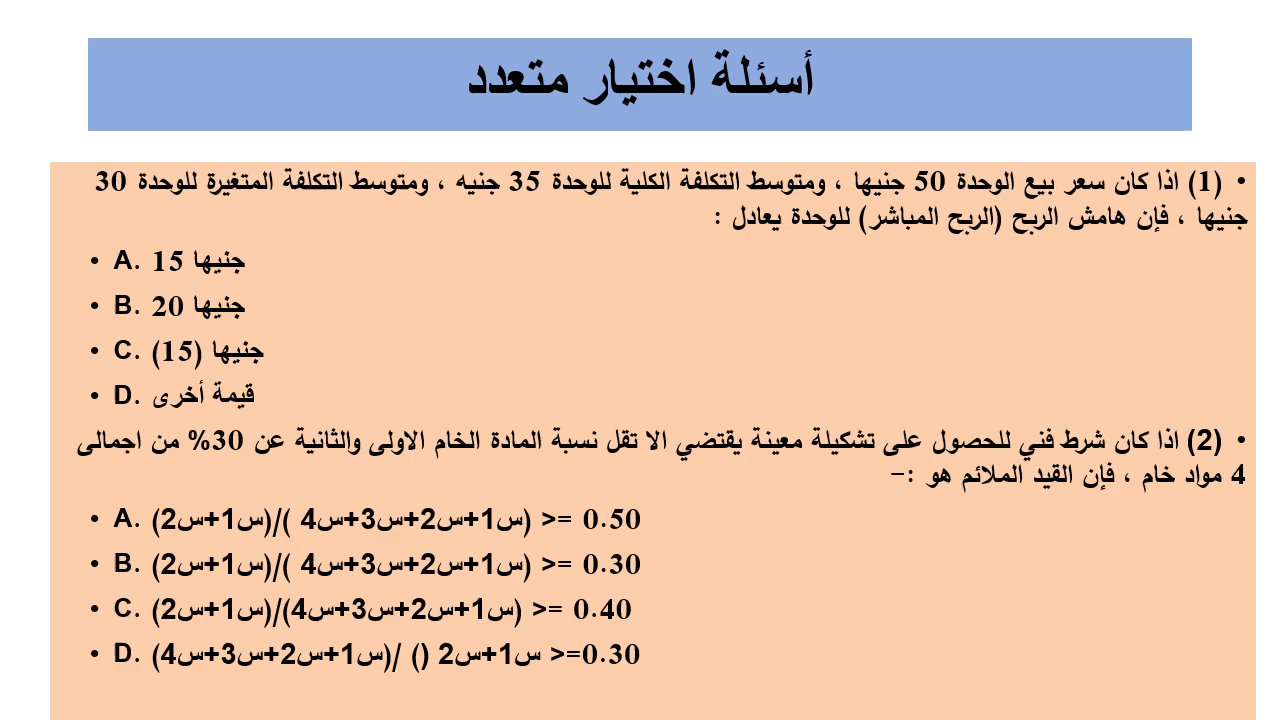 أسئلة اختيار متعدد
• (1) اذا كان سعر بيع الوحدة 50 جنيها ، ومتوسط التكلفة الكلية للوحدة 35 جنيه ، ومتوسط التكلفة المتغيرة للوحدة 30
جنيها ، فإن هامش الربح (الربح المباشر) للوحدة يعادل :
• A. 15 جنيها
• B. 20 جنيها
• C. (15) جنيها
• D. قيمة أخرى
• (2) اذا كان شرط فني للحصول على تشكيلة معينة يقتضي الا تقل نسبة المادة الخام الاولى والثانية عن 30% من اجمالى
4 مواد خام ، فإن القيد الملائم هو :-
• A. (س1+س2)/( س1+س2+س3+س4) >= 0.50
• B. (س1+س2)/( س1+س2+س3+س4) >= 0.30
• C. (س1+س2)/(س1+س2+س3+س4) >= 0.40
• D. (س1+س2+س3+س4)/ () س1+س2 >=0.30